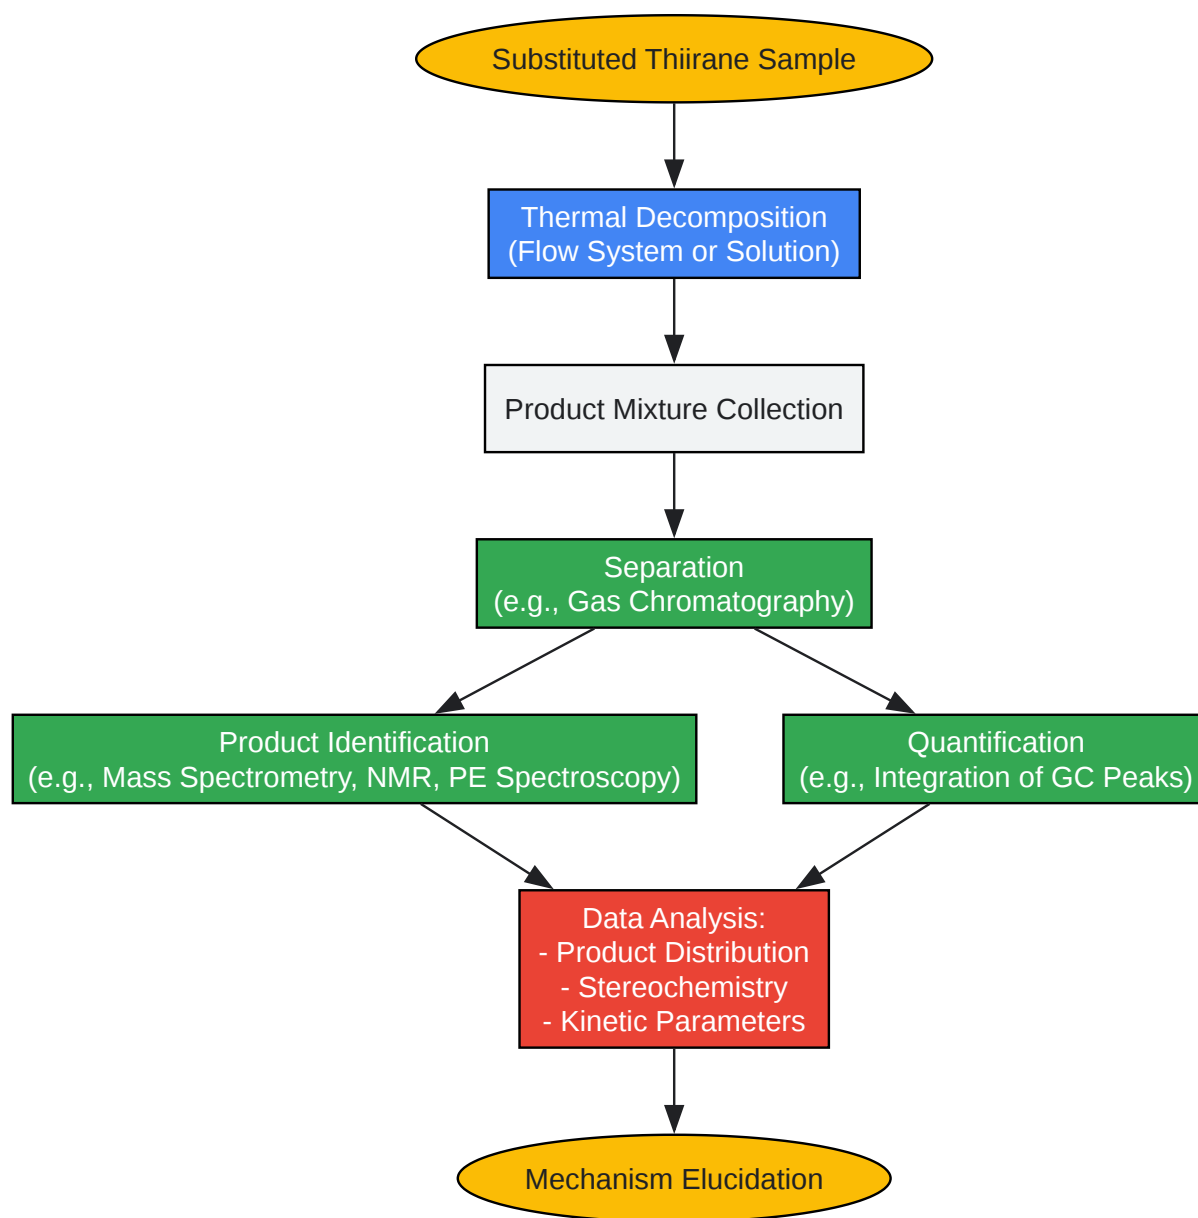 Substituted Thiirane Sample
Thermal Decomposition
(Flow System or Solution)
Product Mixture Collection
Separation
(e.g., Gas Chromatography)
Product Identification
(e.g., Mass Spectrometry, NMR, PE Spectroscopy)
Quantification
(e.g., Integration of GC Peaks)
Data Analysis:
- Product Distribution
- Stereochemistry
- Kinetic Parameters
Mechanism Elucidation